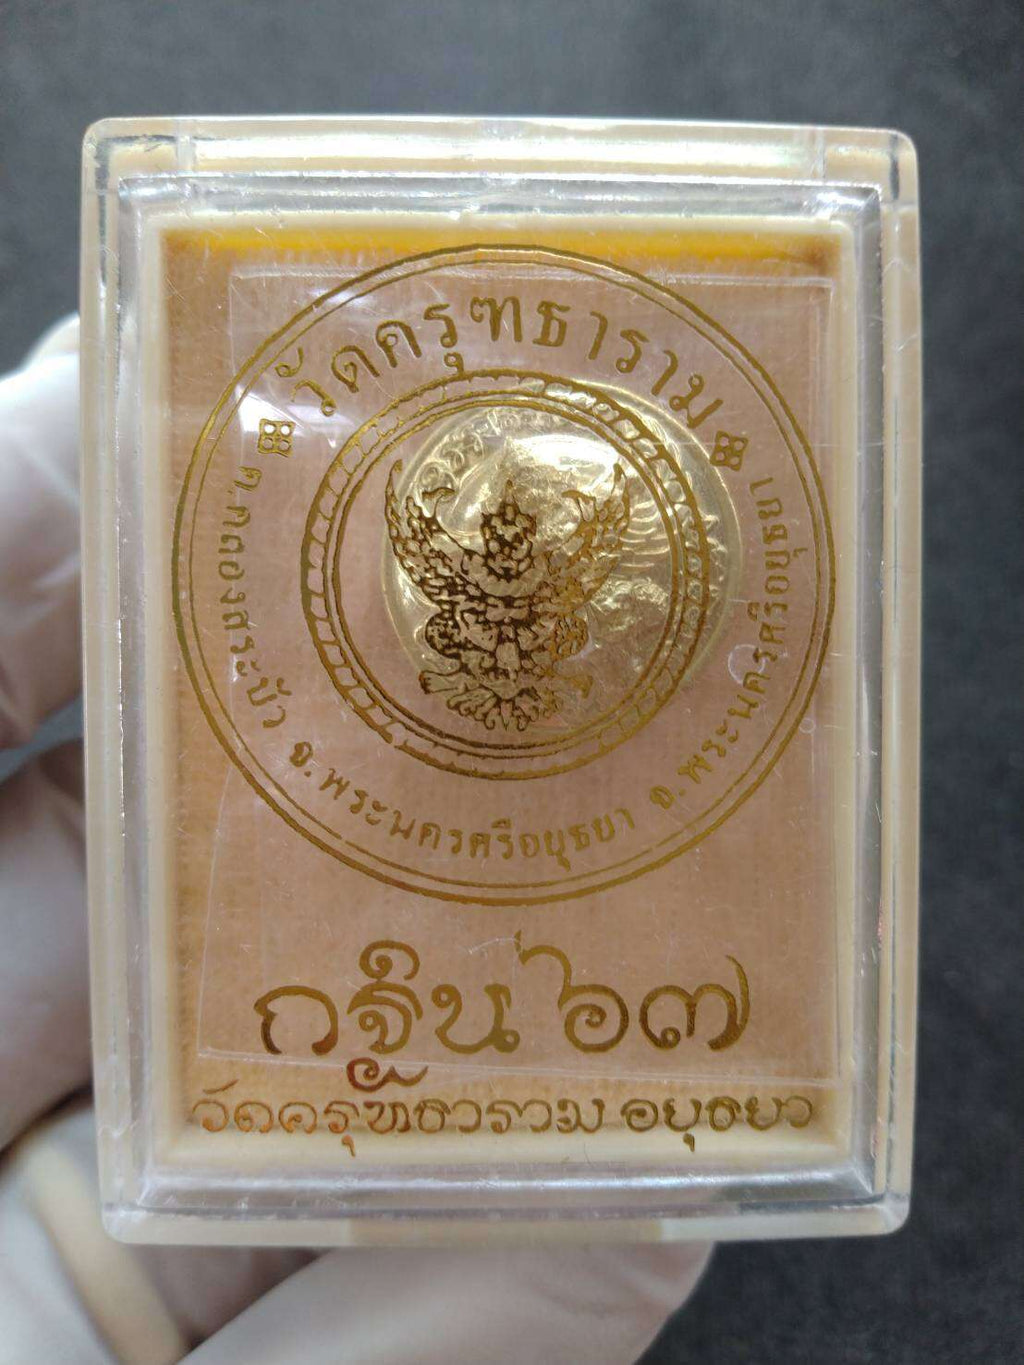 วัดครุฑธาราม
ต.คลองสระบัว อ.พระนครศรีอยุธยา จ.พระนครศรีอยุธยา
กฐิน ๖๗
วัดครุฑธาราม อยุธยา